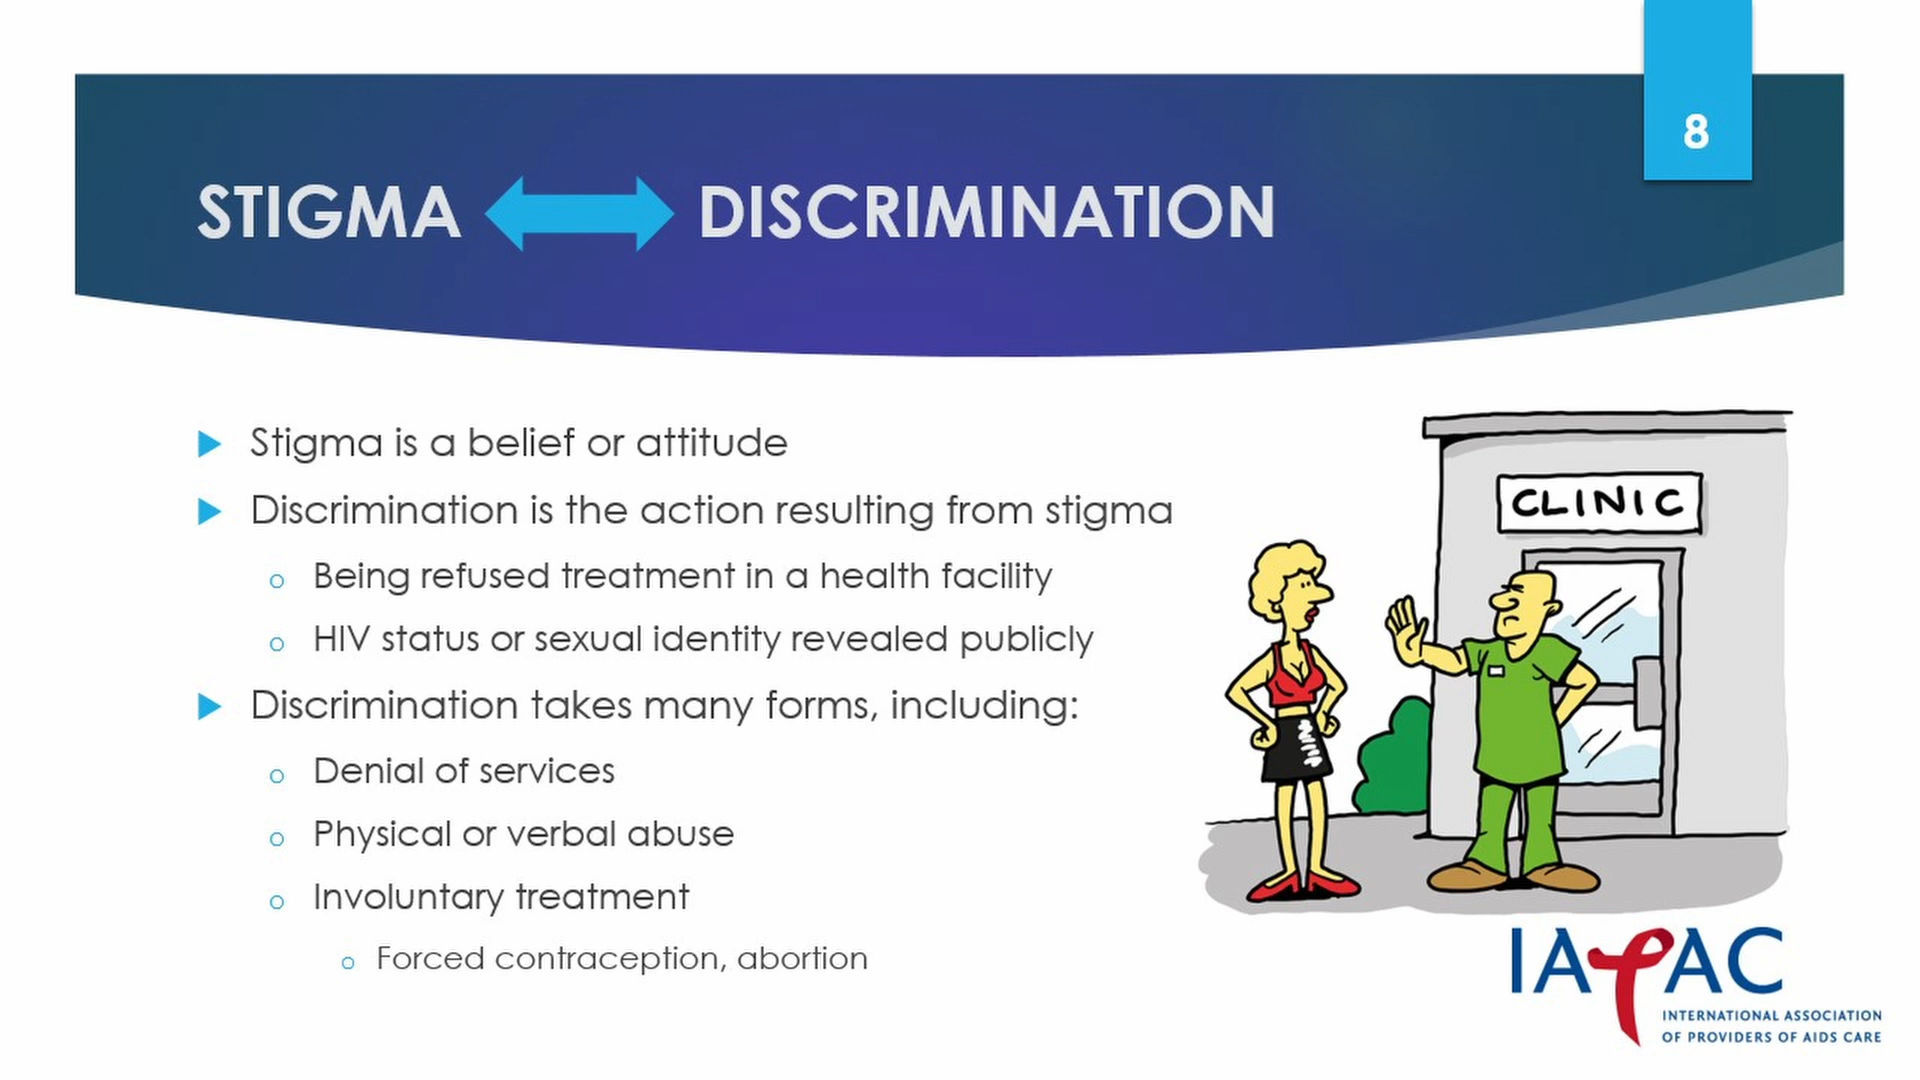 8
STIGMA DISCRIMINATION
Stigma is a belief or attitude
Discrimination is the action resulting from stigma
Being refused treatment in a health facility
HIV status or sexual identity revealed publicly
Discrimination takes many forms, including:
Denial of services
Physical or verbal abuse
Involuntary treatment
Forced contraception, abortion
CLINIC
IAPAC
INTERNATIONAL ASSOCIATION
OF PROVIDERS OF AIDS CARE